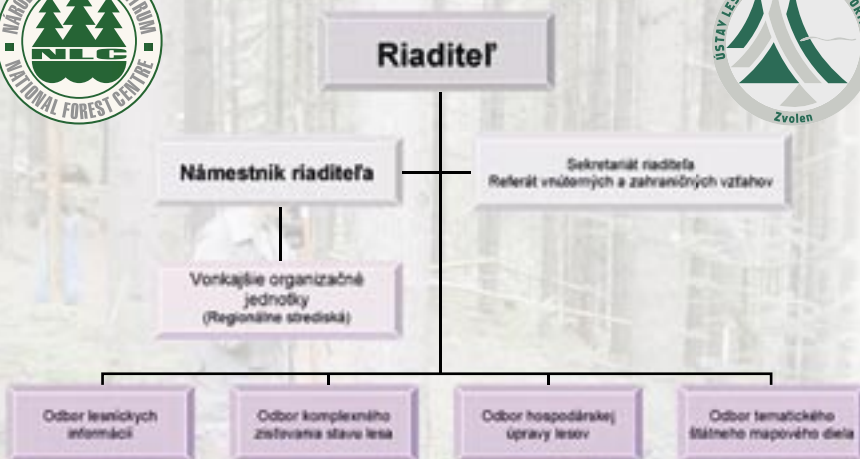 NLC
NATIONAL FOREST CENTRE
Zvolen
Riaditeľ
Námestník riaditeľa
Sekretariát riaditeľa
Referát vnútorných a zahraničných vzťahov
Vonkajšie organizačné
jednotky
(Regionálne strediská)
Odbor lesníckych
informácií
Odbor komplexného
zisťovania stavu lesa
Odbor hospodárskej
úpravy lesov
Odbor tematického
štátneho mapového diela